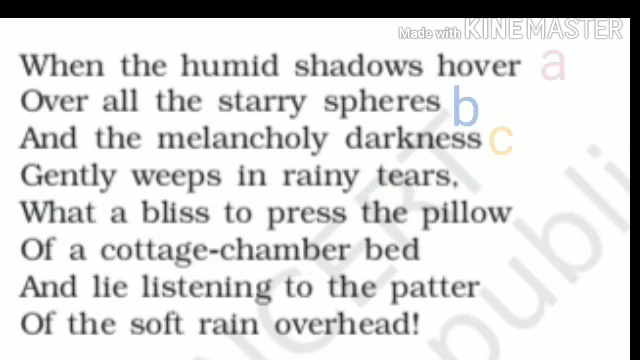 Made with KINEMASTER
When the humid shadows hover a
Over all the starry spheres b
And the melancholy darkness c
Gently weeps in rainy tears,
What a bliss to press the pillow
Of a cottage-chamber bed
And lie listening to the patter
Of the soft rain overhead!
NCERT
republi